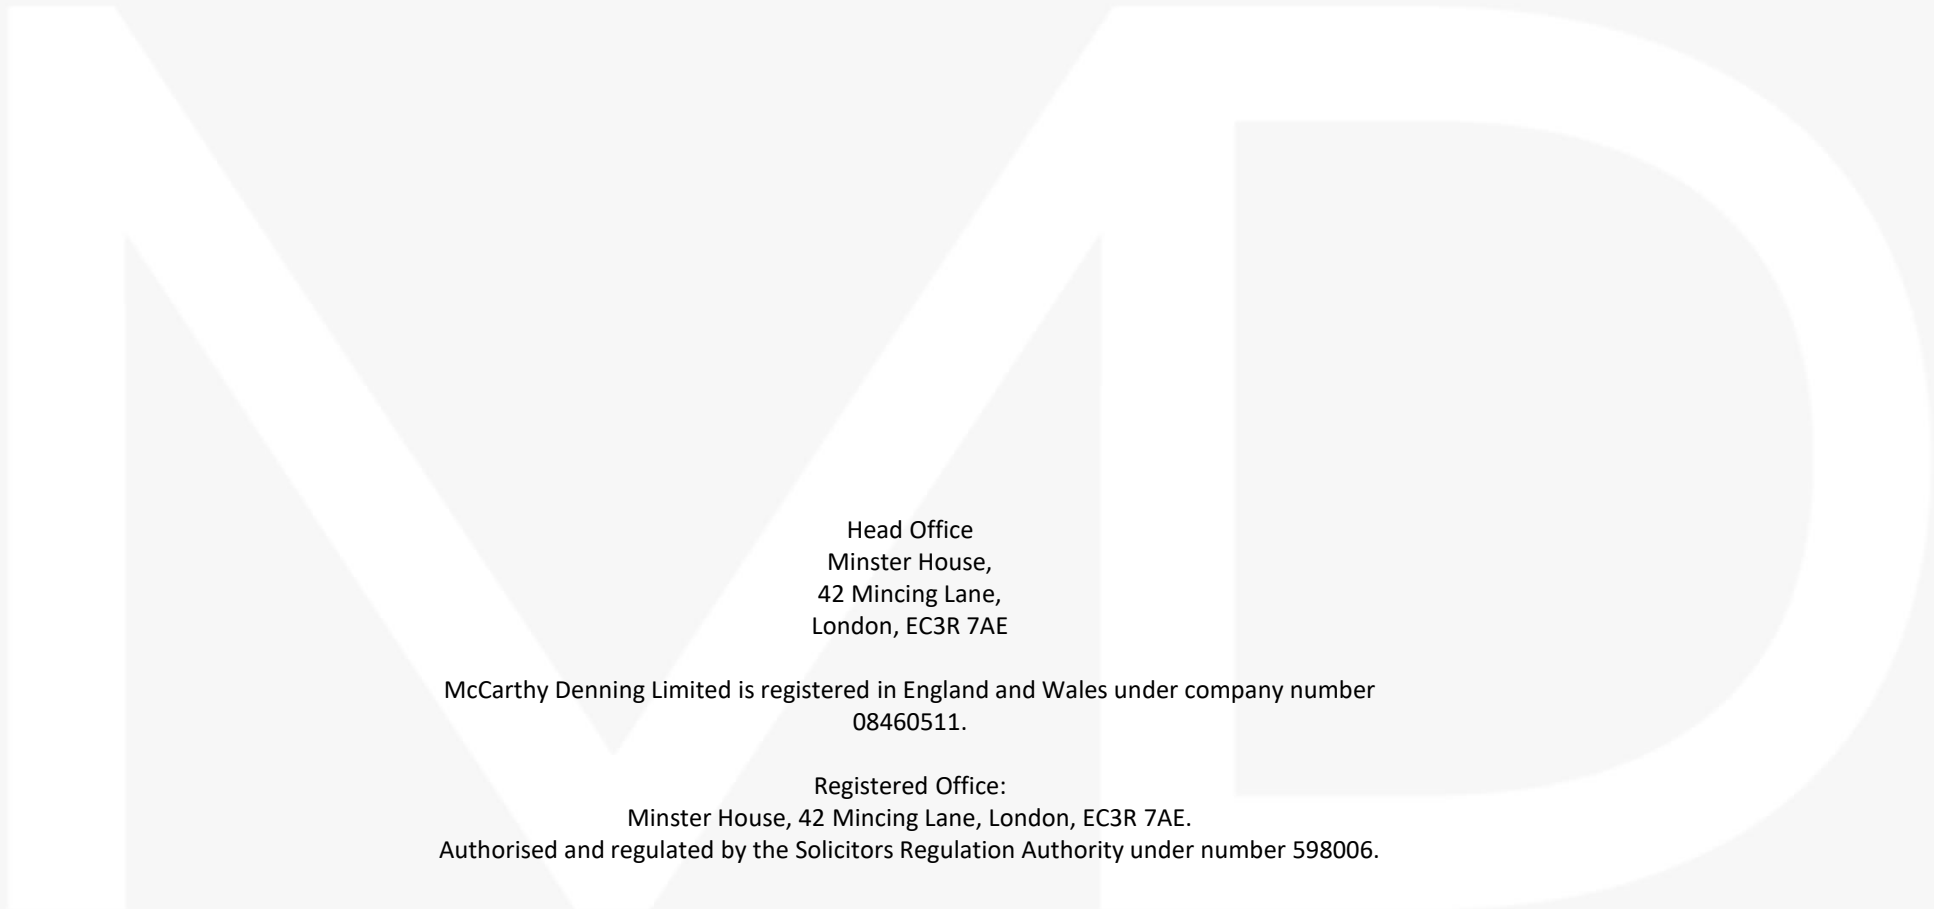 MD
Head Office
Minster House,
42 Mincing Lane,
London, EC3R 7AE
McCarthy Denning Limited is registered in England and Wales under company number
08460511.
Registered Office:
Minster House, 42 Mincing Lane, London, EC3R 7AE.
Authorised and regulated by the Solicitors Regulation Authority under number 598006.